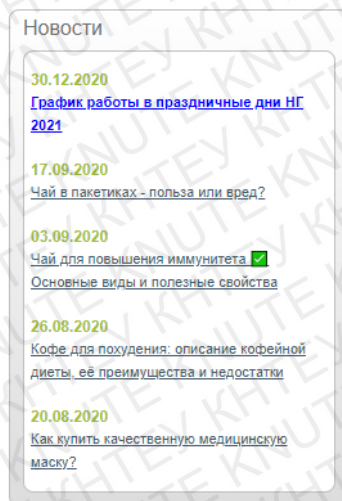 Новости
30.12.2020
График работы в праздничные дни НГ
2021
17.09.2020
Чай в пакетиках - польза или вред?
03.09.2020
Чай для повышения иммунитета ✅
Основные виды и полезные свойства
26.08.2020
Кофе для похудения: описание кофейной
диеты, её преимущества и недостатки
20.08.2020
Как купить качественную медицинскую
маску?